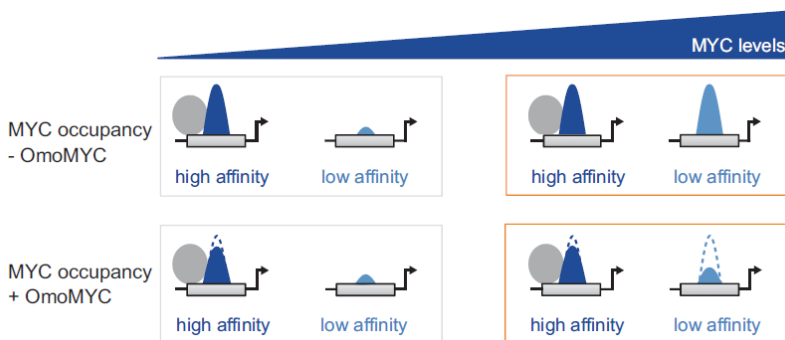 MYC levels
MYC occupancy
- OmoMYC
high affinity
low affinity
high affinity
low affinity
MYC occupancy
+ OmoMYC
high affinity
low affinity
high affinity
low affinity